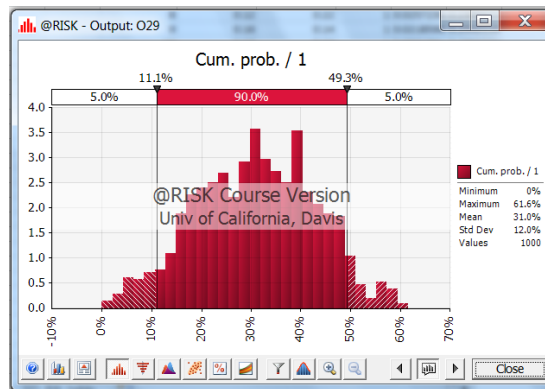 @RISK - Output: O29
Cum. prob. / 1
11.1% 49.3%
5.0% 90.0% 5.0%
4.0
3.5
3.0
2.5
2.0
1.5
1.0
0.5
0.0
@RISK Course Version
Univ of California, Davis
-10% 0% 10% 20% 30% 40% 50% 60% 70%
Cum. prob. / 1
Minimum 0%
Maximum 61.6%
Mean 31.0%
Std Dev 12.0%
Values 1000
Close